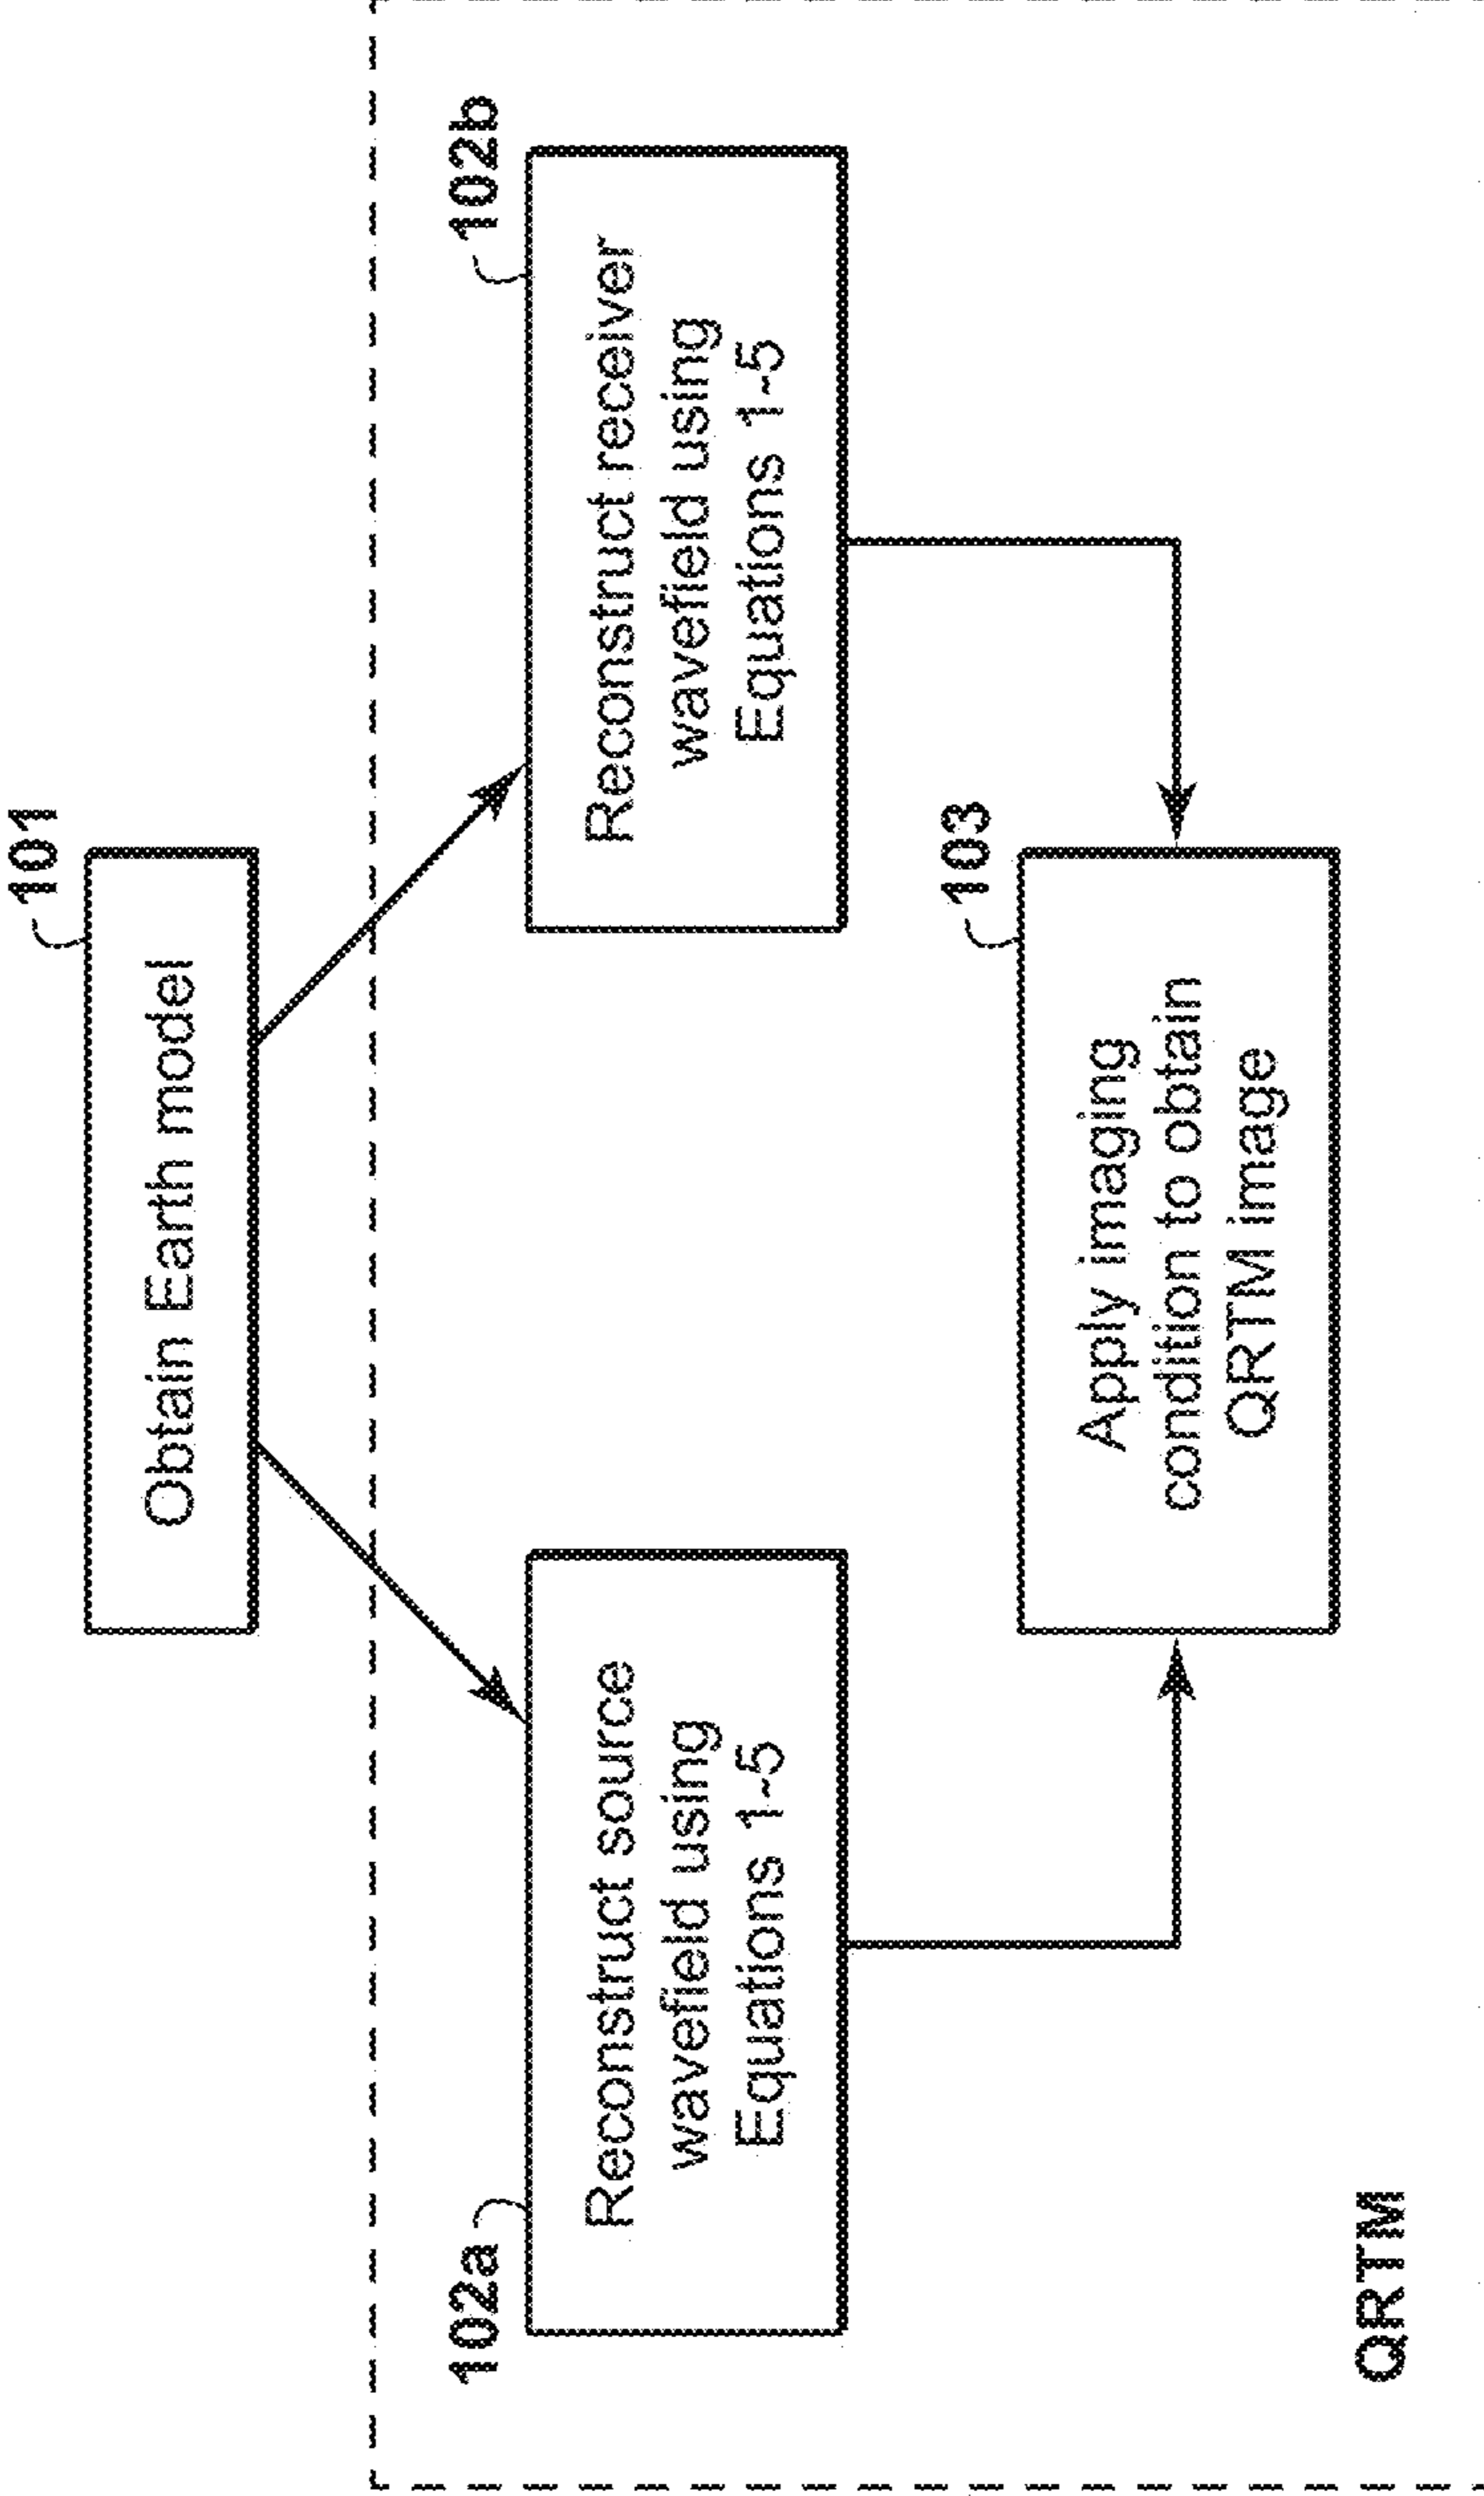 101
Obtain Earth model
102a
Reconstruct source
wavefield using
Equations 1-5
102b
Reconstruct receiver
wavefield using
Equations 1-5
103
Apply imaging
condition to obtain
QRTM image
QRTM